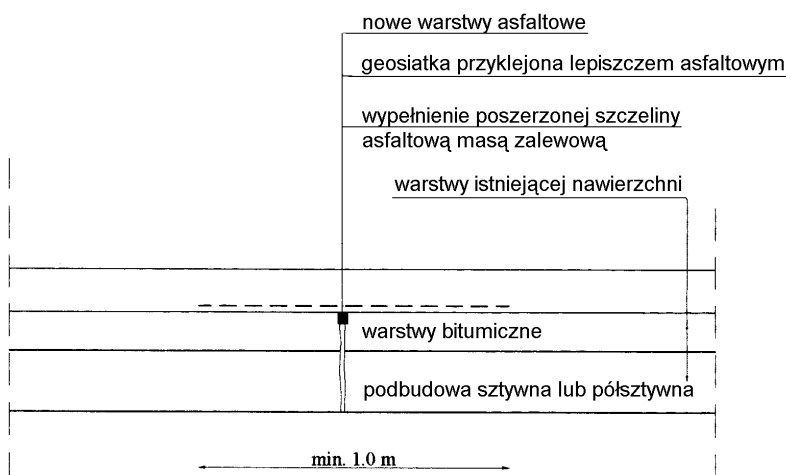 nowe warstwy asfaltowe
geosiatka przyklejona lepiszczem asfaltowym
wypełnienie poszerzonej szczeliny
asfaltową masą zalewową
warstwy istniejącej nawierzchni
warstwy bitumiczne
podbudowa sztywna lub półsztywna
min. 1.0 m